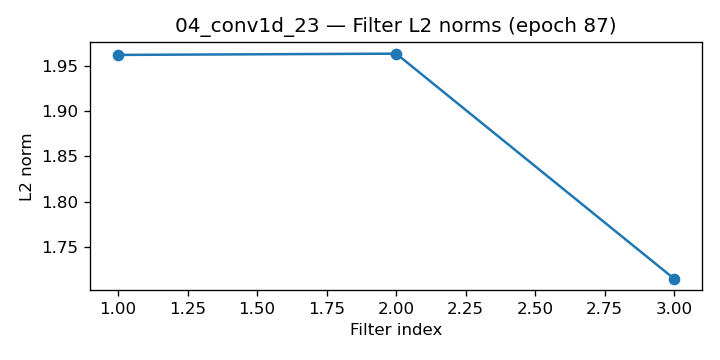 04_conv1d_23 — Filter L2 norms (epoch 87)
1.95
1.90
1.85
1.80
1.75
L2 norm
1.00 1.25 1.50 1.75 2.00 2.25 2.50 2.75 3.00
Filter index